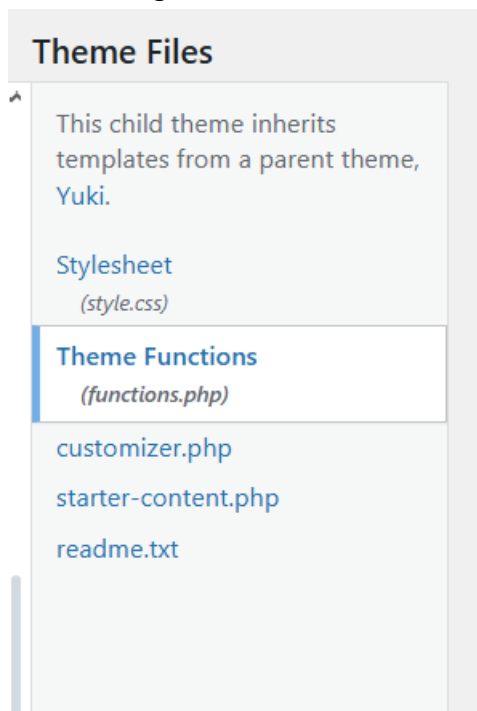 Theme Files
This child theme inherits
templates from a parent theme,
Yuki.
Stylesheet
(style.css)
Theme Functions
(functions.php)
customizer.php
starter-content.php
readme.txt